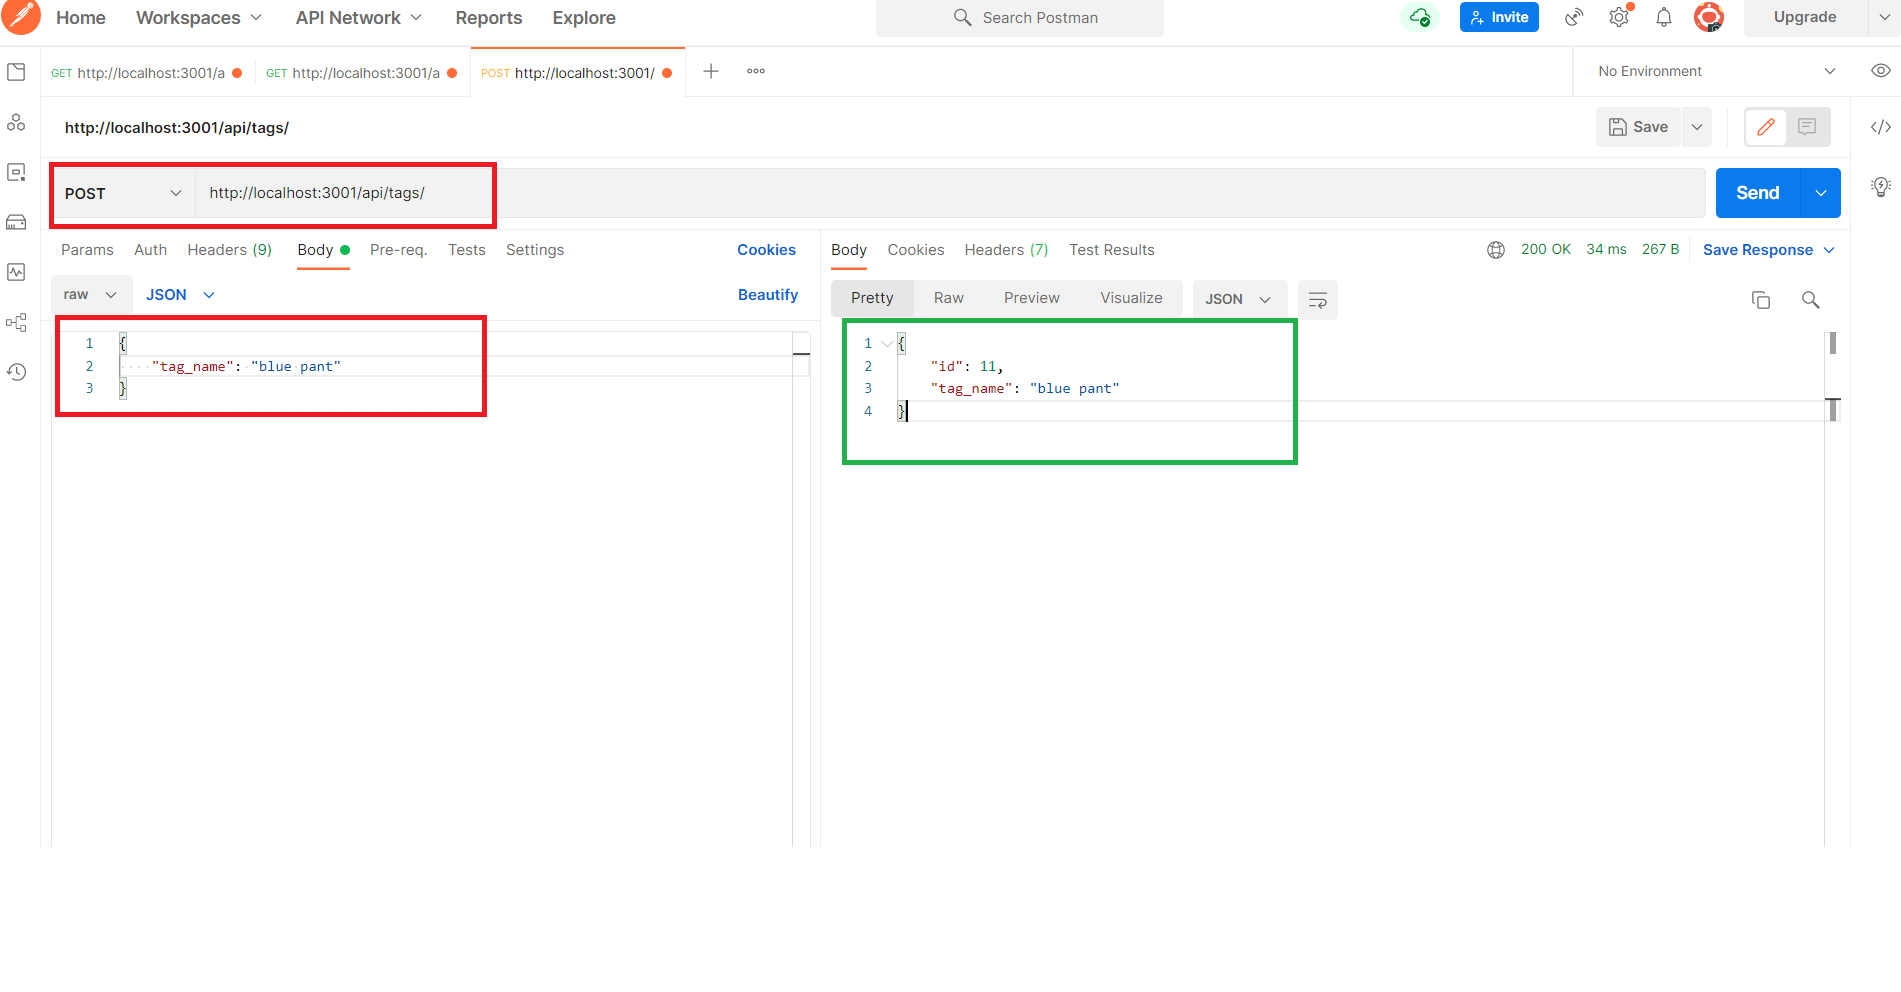 Home Workspaces API Network Reports Explore Search Postman Invite Upgrade
GET http://localhost:3001/a GET http://localhost:3001/a POST http://localhost:3001/ No Environment
http://localhost:3001/api/tags/ Save
POST http://localhost:3001/api/tags/ Send
Params Auth Headers (9) Body Pre-req. Tests Settings Cookies
Body Cookies Headers (7) Test Results 200 OK 34 ms 267 B Save Response
raw JSON Beautify
Pretty Raw Preview Visualize JSON
1 {
2 "tag_name": "blue pant"
3 }
1 {
2 "id": 11,
3 "tag_name": "blue pant"
4 }